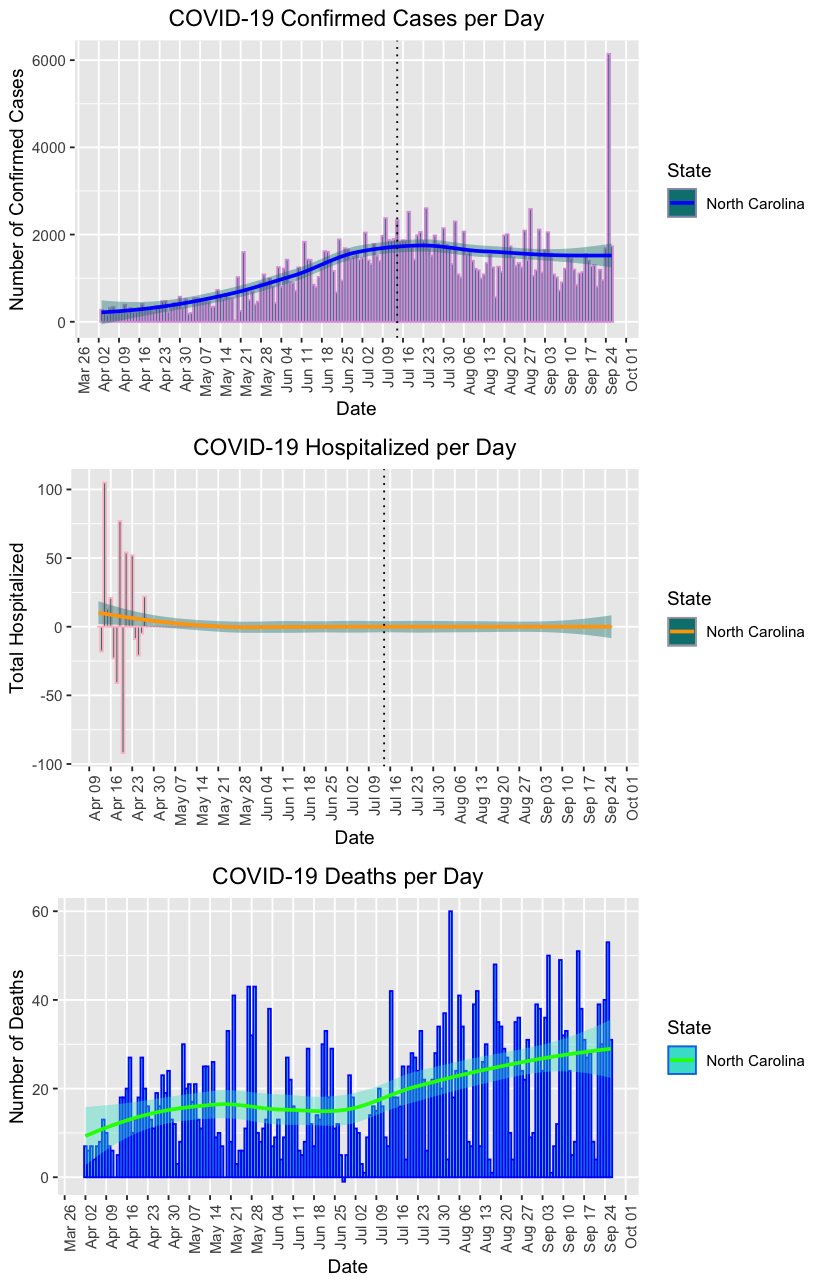 COVID-19 Confirmed Cases per Day
Number of Confirmed Cases
6000
4000
2000
0
Mar 26 Apr 02 Apr 09 Apr 16 Apr 23 Apr 30 May 07 May 14 May 21 May 28 Jun 04 Jun 11 Jun 18 Jun 25 Jul 02 Jul 09 Jul 16 Jul 23 Jul 30 Aug 06 Aug 13 Aug 20 Aug 27 Sep 03 Sep 10 Sep 17 Sep 24 Oct 01
Date
State
North Carolina
COVID-19 Hospitalized per Day
Total Hospitalized
100
50
0
-50
-100
Apr 09 Apr 16 Apr 23 Apr 30 May 07 May 14 May 21 May 28 Jun 04 Jun 11 Jun 18 Jun 25 Jul 02 Jul 09 Jul 16 Jul 23 Jul 30 Aug 06 Aug 13 Aug 20 Aug 27 Sep 03 Sep 10 Sep 17 Sep 24 Oct 01
Date
State
North Carolina
COVID-19 Deaths per Day
Number of Deaths
60
40
20
0
Mar 26 Apr 02 Apr 09 Apr 16 Apr 23 Apr 30 May 07 May 14 May 21 May 28 Jun 04 Jun 11 Jun 18 Jun 25 Jul 02 Jul 09 Jul 16 Jul 23 Jul 30 Aug 06 Aug 13 Aug 20 Aug 27 Sep 03 Sep 10 Sep 17 Sep 24 Oct 01
Date
State
North Carolina